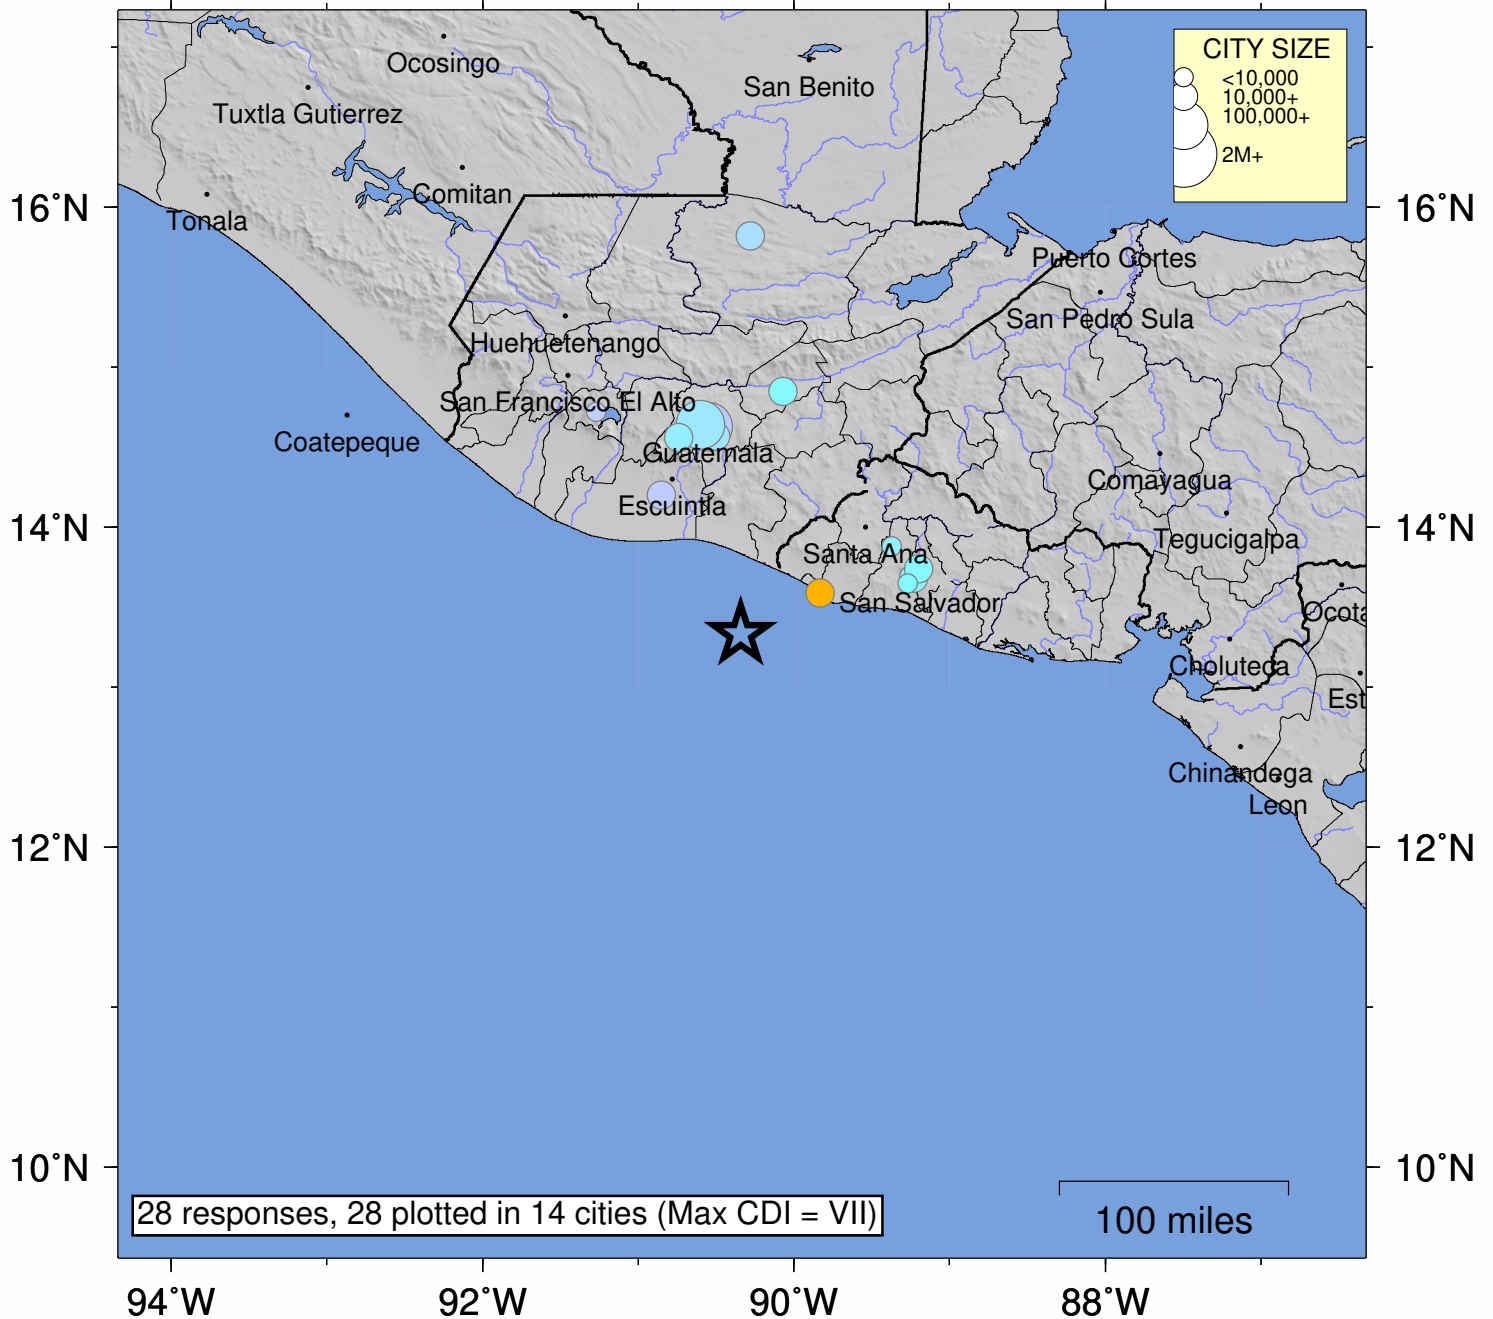 CITY SIZE
<10,000
10,000+
100,000+
2M+
Ocosingo
San Benito
Tuxtla Gutierrez
Comitan
16°N
Tonala
16°N
Puerto Cortes
San Pedro Sula
Huehuetenango
San Francisco El Alto
Coatepeque
Guatemala
Comayagua
Escuintla
14°N
14°N
Tegucigalpa
Santa Ana
San Salvador
Ocota
Choluteca
Est
Chinandega
Leon
12°N
12°N
10°N
10°N
28 responses, 28 plotted in 14 cities (Max CDI = VII)
100 miles
94°W
92°W
90°W
88°W